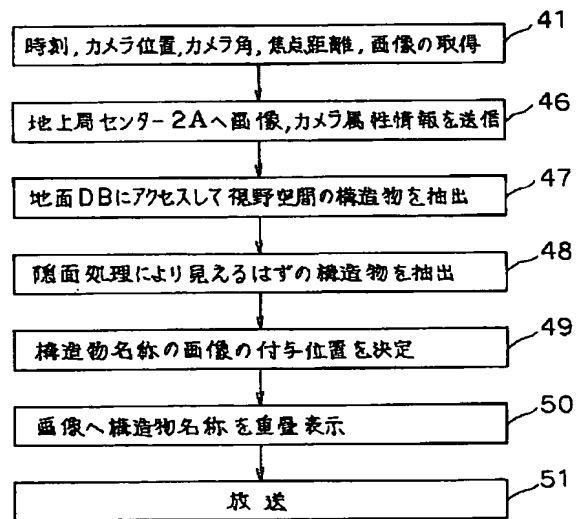 時刻,カメラ位置,カメラ角,焦点距離,画像の取得
41
地上局センター2Aへ画像,カメラ属性情報を送信
46
地面DBにアクセスして視野空間の構造物を抽出
47
隠面処理により見えるはずの構造物を抽出
48
構造物名称の画像の付与位置を決定
49
画像へ構造物名称を重畳表示
50
放送
51